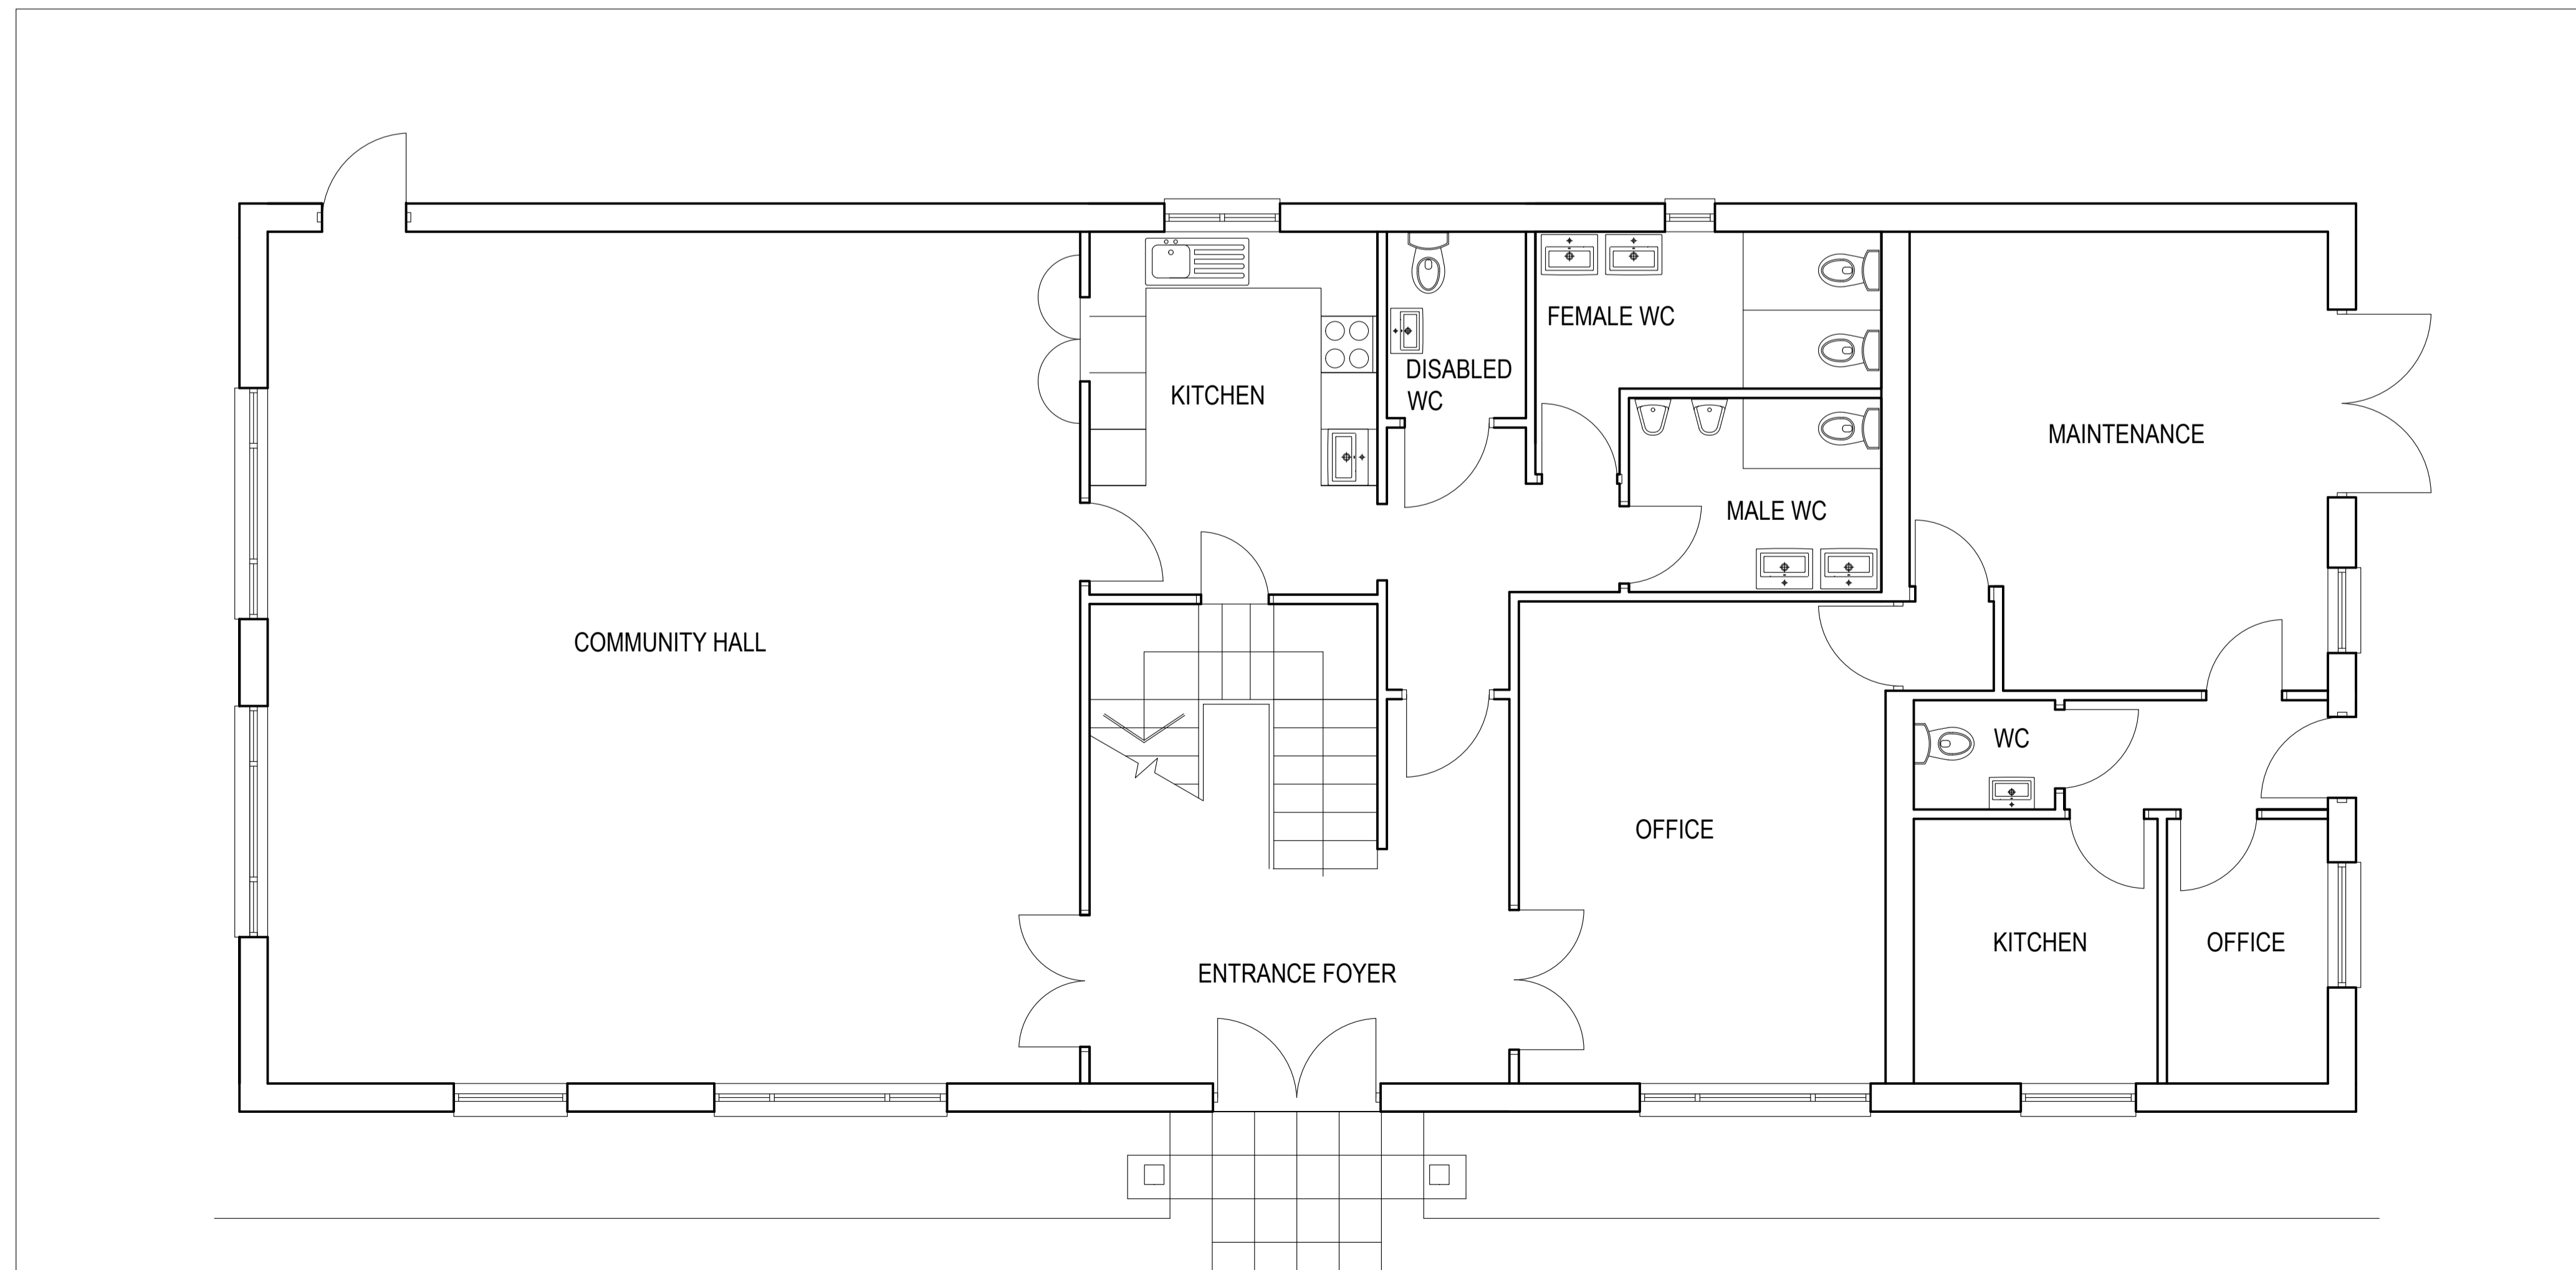 FEMALE WC
DISABLED
WC
KITCHEN
MAINTENANCE
MALE WC
COMMUNITY HALL
WC
OFFICE
KITCHEN
OFFICE
ENTRANCE FOYER